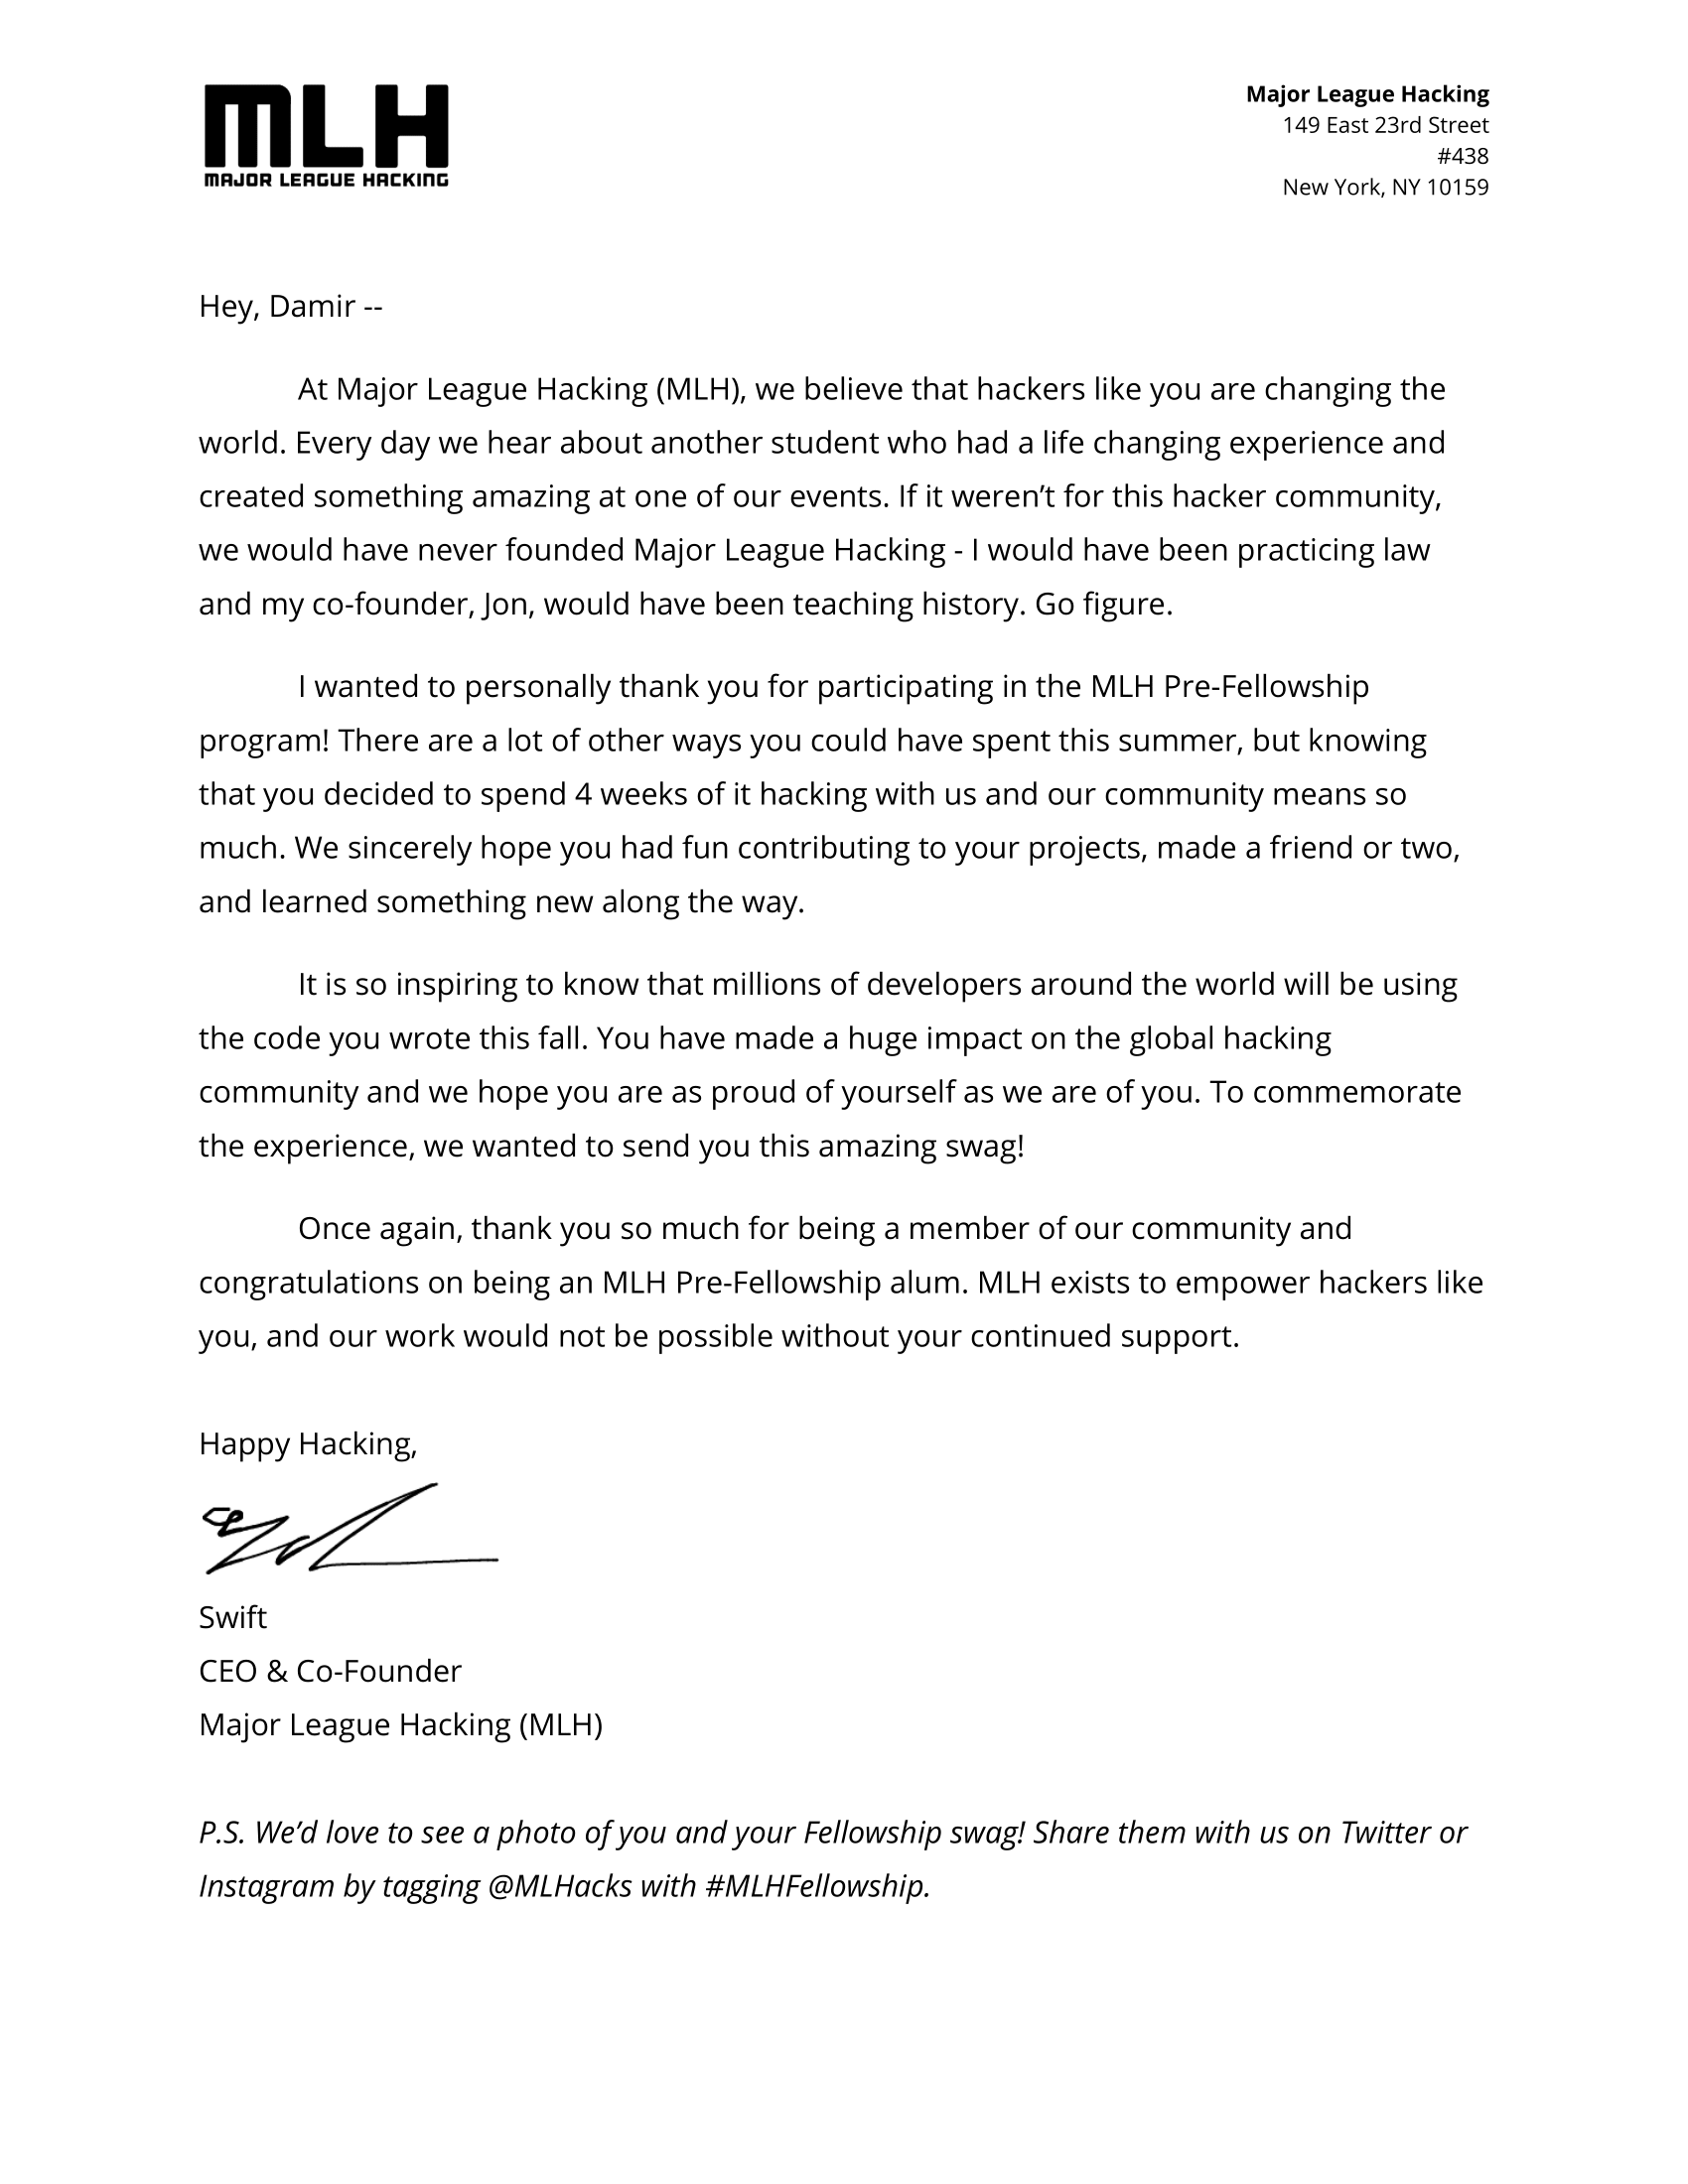 MLH
MAJOR LEAGUE HACKING
Major League Hacking
149 East 23rd Street
#438
New York, NY 10159
Hey, Damir --
At Major League Hacking (MLH), we believe that hackers like you are changing the
world. Every day we hear about another student who had a life changing experience and
created something amazing at one of our events. If it weren’t for this hacker community,
we would have never founded Major League Hacking - I would have been practicing law
and my co-founder, Jon, would have been teaching history. Go figure.
I wanted to personally thank you for participating in the MLH Pre-Fellowship
program! There are a lot of other ways you could have spent this summer, but knowing
that you decided to spend 4 weeks of it hacking with us and our community means so
much. We sincerely hope you had fun contributing to your projects, made a friend or two,
and learned something new along the way.
It is so inspiring to know that millions of developers around the world will be using
the code you wrote this fall. You have made a huge impact on the global hacking
community and we hope you are as proud of yourself as we are of you. To commemorate
the experience, we wanted to send you this amazing swag!
Once again, thank you so much for being a member of our community and
congratulations on being an MLH Pre-Fellowship alum. MLH exists to empower hackers like
you, and our work would not be possible without your continued support.
Happy Hacking,
Swift
CEO & Co-Founder
Major League Hacking (MLH)
P.S. We’d love to see a photo of you and your Fellowship swag! Share them with us on Twitter or
Instagram by tagging @MLHacks with #MLHFellowship.